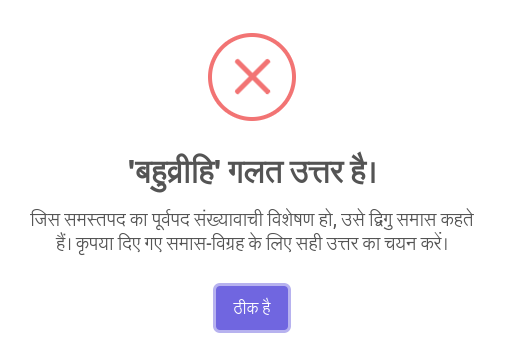 'बहुव्रीहि' गलत उत्तर है।
जिस समस्तपद का पूर्वपद संख्यावाची विशेषण हो, उसे द्विगु समास कहते
हैं। कृपया दिए गए समास-विग्रह के लिए सही उत्तर का चयन करें।
ठीक है